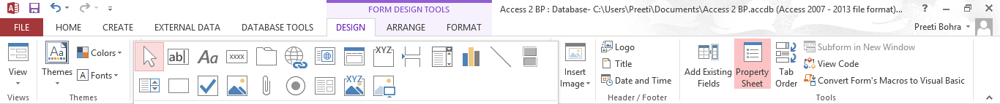 FORM DESIGN TOOLS
Access 2 BP : Database- C:\Users\Preeti\Documents\Access 2 BP.accdb (Access 2007 - 2013 file format)...
FILE HOME CREATE EXTERNAL DATA DATABASE TOOLS DESIGN ARRANGE FORMAT Preeti Bohra
View
Views
Aa
Themes
Colors
A Fonts
Themes
ab Aa XXXX XYZ
XYZ
Insert
Image
Logo
Title
Date and Time
Header / Footer
Add Existing
Fields
Property
Sheet
Tab
Order
Subform in New Window
View Code
Convert Form's Macros to Visual Basic
Tools